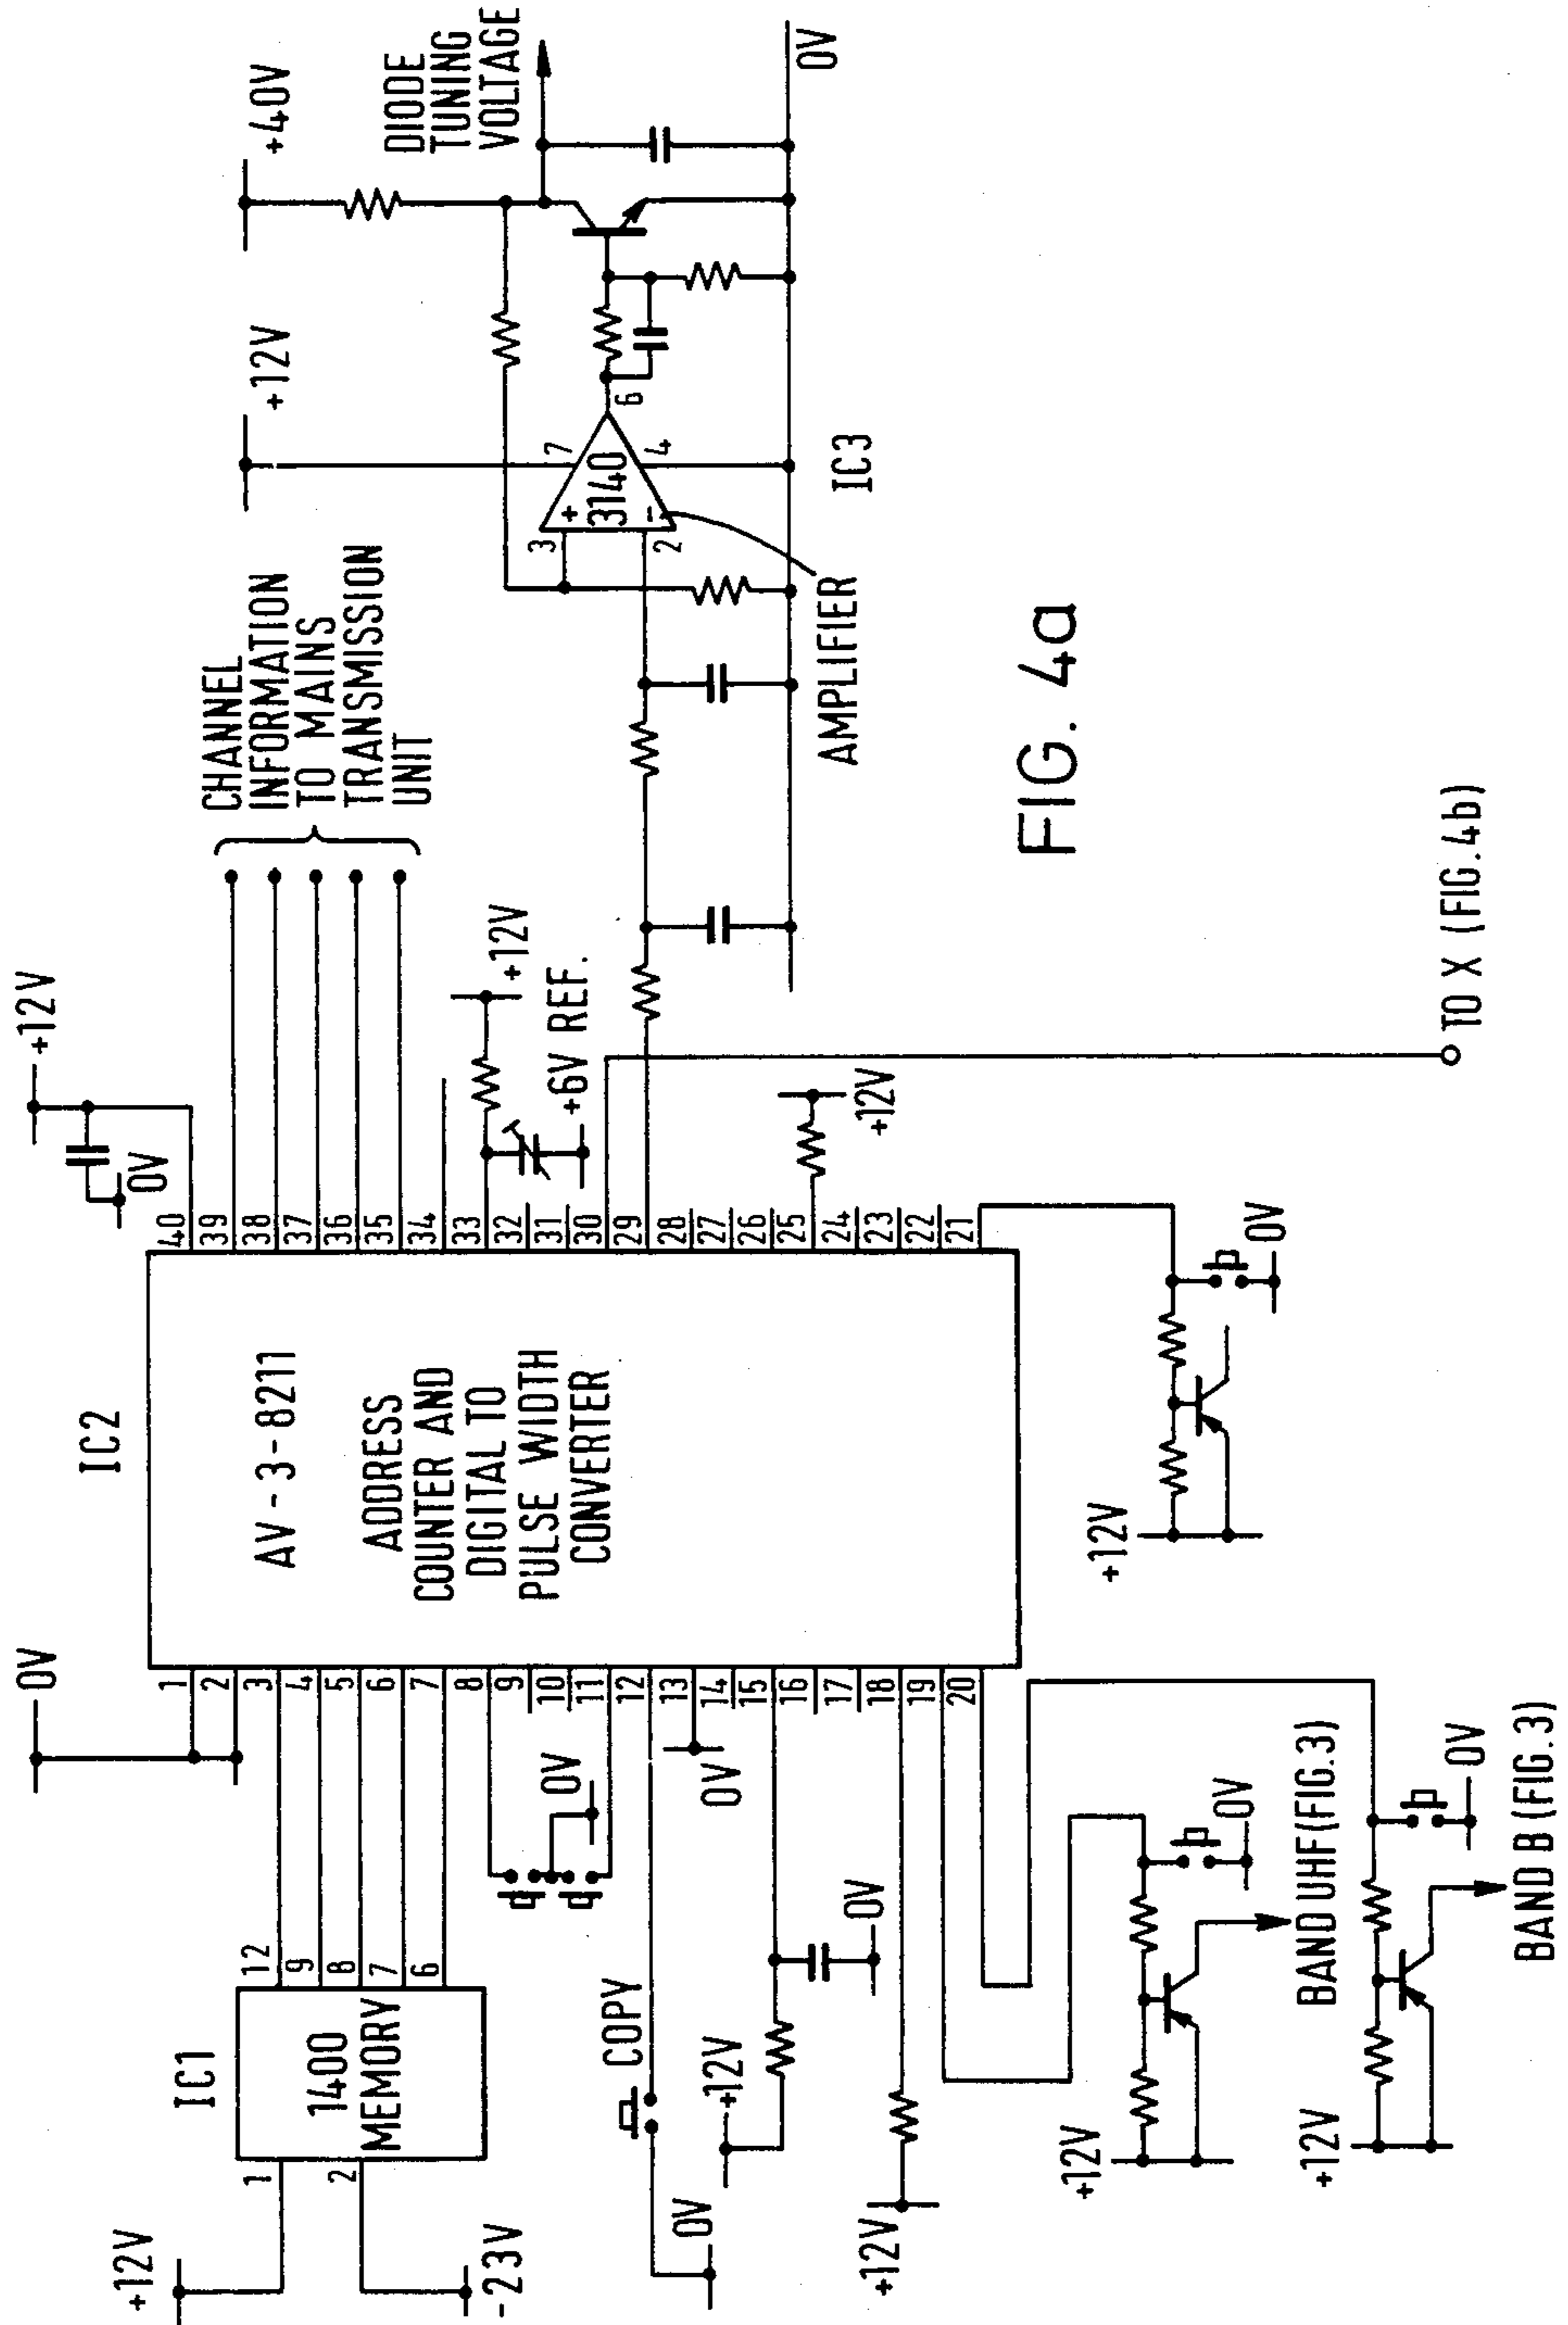 +12V
-23V
IC1
1400
MEMORY
1
2
12
9
8
7
6
0V
IC2
AV-3-8211
ADDRESS
COUNTER AND
DIGITAL TO
PULSE WIDTH
CONVERTER
1
2
3
4
5
6
7
8
9
10
11
12
13
14
15
16
17
18
19
20
40
39
38
37
36
35
34
33
32
31
30
29
28
27
26
25
24
23
22
21
+12V
0V
CHANNEL
INFORMATION
TO MAINS
TRANSMISSION
UNIT
+12V
+6V REF.
+12V
+12V
+40V
DIODE
TUNING
VOLTAGE
0V
3
2
+
-
3140
7
4
6
IC3
AMPLIFIER
0V
COPY
0V
0V
+12V
0V
+12V
+12V
0V
BAND UHF(FIG.3)
+12V
0V
BAND B (FIG.3)
+12V
0V
TO X (FIG.4b)
FIG. 4a